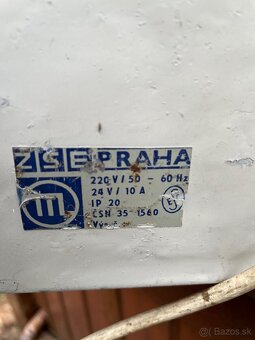 ZSE PRAHA
220 V / 50 - 60 Hz
24 V / 10 A
IP 20
ČSN 35 1560
bazos.sk